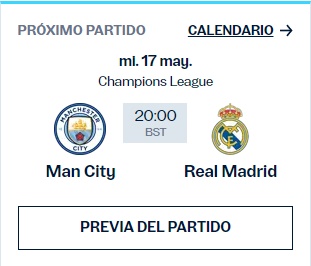 PRÓXIMO PARTIDO CALENDARIO →
ml. 17 may.
Champions League
MANCHESTER
CITY
20:00
BST
Man City Real Madrid
PREVIA DEL PARTIDO